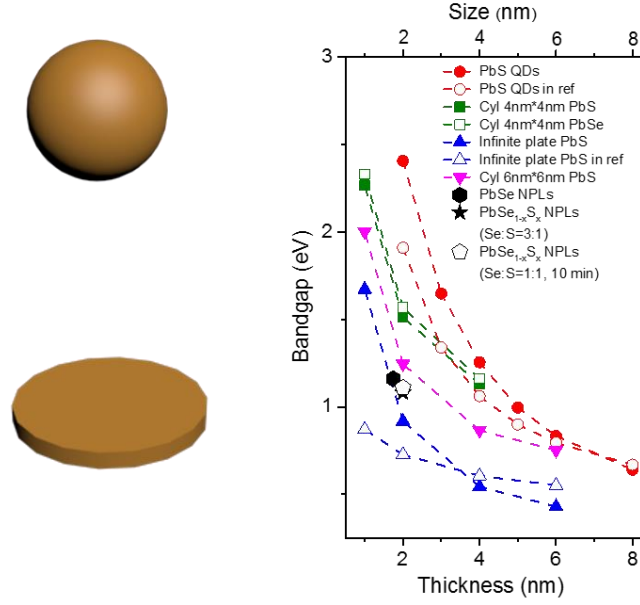 Size (nm)
2 4 6 8
3
2
1
Bandgap (eV)
PbS QDs
PbS QDs in ref
Cyl 4nm*4nm PbS
Cyl 4nm*4nm PbSe
Infinite plate PbS
Infinite plate PbS in ref
Cyl 6nm*6nm PbS
PbSe NPLs
PbSe1-xSx NPLs
(Se:S=3:1)
PbSe1-xSx NPLs
(Se:S=1:1, 10 min)
2 4 6 8
Thickness (nm)